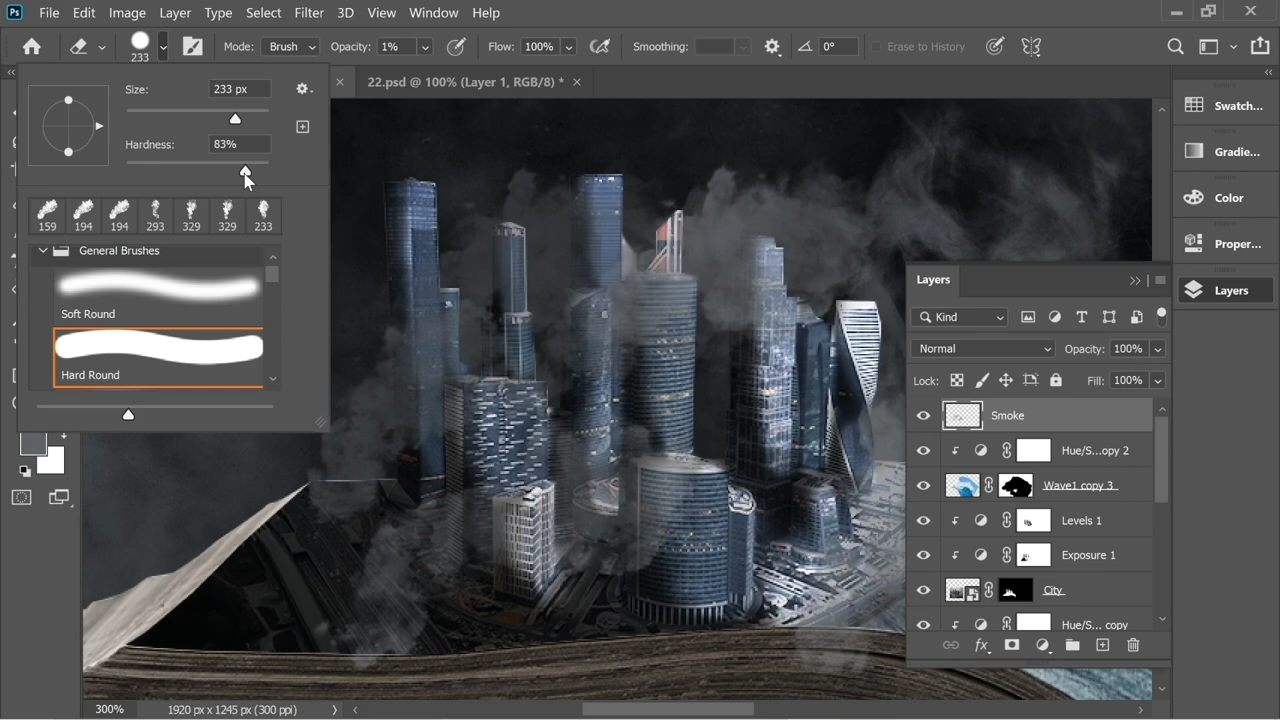 Ps File Edit Image Layer Type Select Filter 3D View Window Help
233 Mode: Brush Opacity: 1% Flow: 100% Smoothing: 0° Erase to History
22.psd @ 100% (Layer 1, RGB/8) *
Size: 233 px
Hardness: 83%
159 194 194 293 329 329 233
General Brushes
Soft Round
Hard Round
Swatch...
Gradie...
Color
Proper...
Layers
Layers
Kind
Normal Opacity: 100%
Lock: Fill: 100%
Smoke
Hue/S...opy 2
Wave1 copy 3
Levels 1
Exposure 1
City
Hue/S... copy
fx
300% 1920 px x 1245 px (300 ppi)